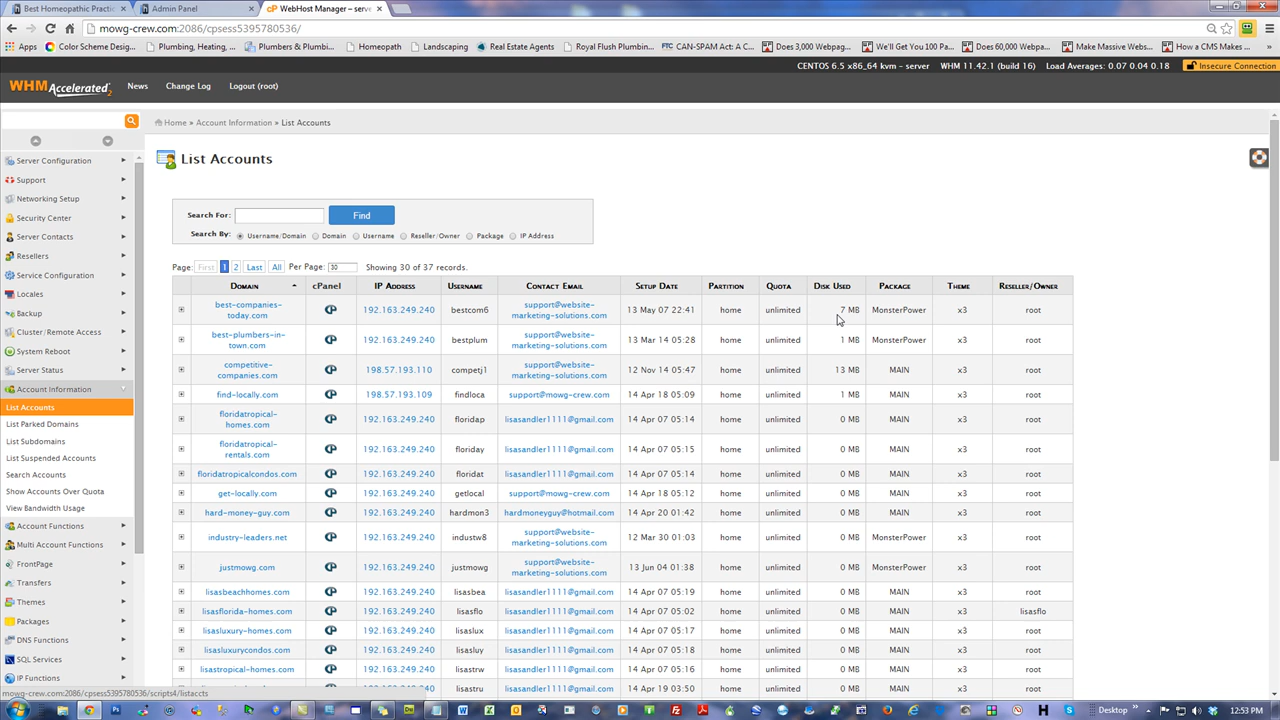 Best Homeopathic Practi
Admin Panel
WebHost Manager – serve
mowg-crew.com:2086/cpsess5395780536/
Apps
Color Scheme Desig...
Plumbing, Heating, ...
Plumbers & Plumbi...
Homeopath
Landscaping
Real Estate Agents
Royal Flush Plumbin...
FTC CAN-SPAM Act: A C...
Does 3,000 Webpag...
We'll Get You 100 Pa...
Does 60,000 Webpag...
Make Massive Webs...
How a CMS Makes ...
CENTOS 6.5 x86_64 kvm – server WHM 11.42.1 (build 16) Load Averages: 0.07 0.04 0.18 Insecure Connection
WHM Accelerated2 News Change Log Logout (root)
Home » Account Information » List Accounts
List Accounts
Server Configuration
Support
Networking Setup
Security Center
Server Contacts
Resellers
Service Configuration
Locales
Backup
Cluster/Remote Access
System Reboot
Server Status
Account Information
List Accounts
List Parked Domains
List Subdomains
List Suspended Accounts
Search Accounts
Show Accounts Over Quota
View Bandwidth Usage
Account Functions
Multi Account Functions
FrontPage
Transfers
Themes
Packages
DNS Functions
SQL Services
IP Functions
Search For: Find
Search By: Username/Domain Domain Username Reseller/Owner Package IP Address
Page: First 1 2 Last All Per Page: 30 Showing 30 of 37 records.
DOMAIN cPanel IP ADDRESS USERNAME CONTACT EMAIL SETUP DATE PARTITION QUOTA DISK USED PACKAGE THEME RESELLER/OWNER
best-companies- support@website-
today.com 192.163.249.240 bestcom6 marketing-solutions.com 13 May 07 22:41 home unlimited 7 MB MonsterPower x3 root
best-plumbers-in- support@website-
town.com 192.163.249.240 bestplum marketing-solutions.com 13 Mar 14 05:28 home unlimited 1 MB MonsterPower x3 root
competitive- support@website-
companies.com 198.57.193.110 competj1 marketing-solutions.com 12 Nov 14 05:47 home unlimited 13 MB MAIN x3 root
find-locally.com 198.57.193.109 findloca support@mowg-crew.com 14 Apr 18 05:09 home unlimited 1 MB MAIN x3 root
floridatropical-
homes.com 192.163.249.240 floridap lisasandler1111@gmail.com 14 Apr 07 05:14 home unlimited 0 MB MAIN x3 root
floridatropical-
rentals.com 192.163.249.240 floriday lisasandler1111@gmail.com 14 Apr 07 05:15 home unlimited 0 MB MAIN x3 root
floridatropicalcondos.com 192.163.249.240 floridat lisasandler1111@gmail.com 14 Apr 07 05:14 home unlimited 0 MB MAIN x3 root
get-locally.com 192.163.249.240 getlocal support@mowg-crew.com 14 Apr 18 05:12 home unlimited 0 MB MAIN x3 root
hard-money-guy.com 192.163.249.240 hardmon3 hardmoneyguy@hotmail.com 14 Apr 20 01:42 home unlimited 0 MB MonsterPower x3 root
industry-leaders.net 192.163.249.240 industw8 support@website-
marketing-solutions.com 12 Mar 30 01:03 home unlimited 0 MB MonsterPower x3 root
justmowg.com 192.163.249.240 justmowg support@website-
marketing-solutions.com 13 Jun 04 01:38 home unlimited 0 MB MonsterPower x3 root
lisasbeachhomes.com 192.163.249.240 lisasbea lisasandler1111@gmail.com 14 Apr 07 05:19 home unlimited 0 MB MAIN x3 root
lisasflorida-homes.com 192.163.249.240 lisasflo lisasandler1111@gmail.com 14 Apr 07 05:02 home unlimited 0 MB MAIN x3 lisasflo
lisasluxury-homes.com 192.163.249.240 lisaslux lisasandler1111@gmail.com 14 Apr 07 05:17 home unlimited 0 MB MAIN x3 root
lisasluxurycondos.com 192.163.249.240 lisasluy lisasandler1111@gmail.com 14 Apr 07 05:18 home unlimited 0 MB MAIN x3 root
lisastropical-homes.com 192.163.249.240 lisastrw lisasandler1111@gmail.com 14 Apr 07 05:16 home unlimited 0 MB MAIN x3 root
192.163.249.240 lisastru lisasandler1111@gmail.com 14 Apr 19 03:50 home unlimited 0 MB MAIN x3 root
mowg-crew.com:2086/cpsess5395780536/scripts4/listaccts
Desktop 12:53 PM